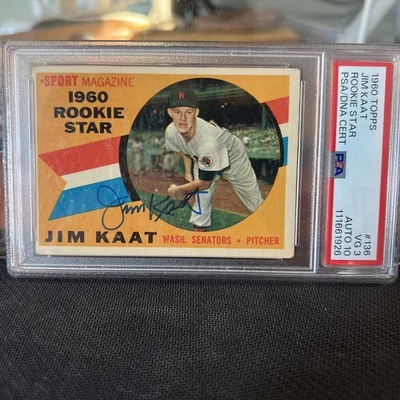 SPORT MAGAZINE
1960
ROOKIE
STAR
W
Jim Kaat
JIM KAAT WASH. SENATORS • PITCHER
1960 TOPPS
JIM KAAT
ROOKIE STAR
PSA/DNA CERT
PSA
#136
VG 3
AUTO 10
111661926